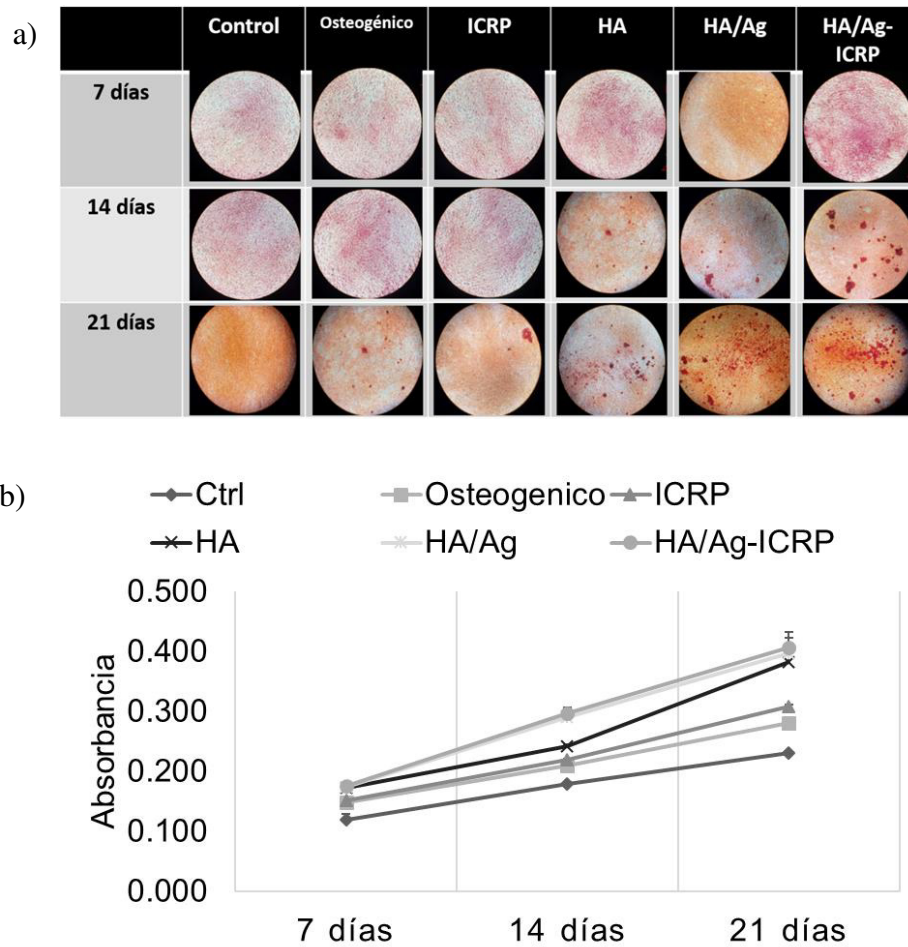 a)
Control Osteogénico ICRP HA HA/Ag HA/Ag-
ICRP
7 días
14 días
21 días
b)
Ctrl Osteogenico ICRP
HA HA/Ag HA/Ag-ICRP
0.500
0.400
0.300
0.200
0.100
0.000
Absorbancia
7 días 14 días 21 días